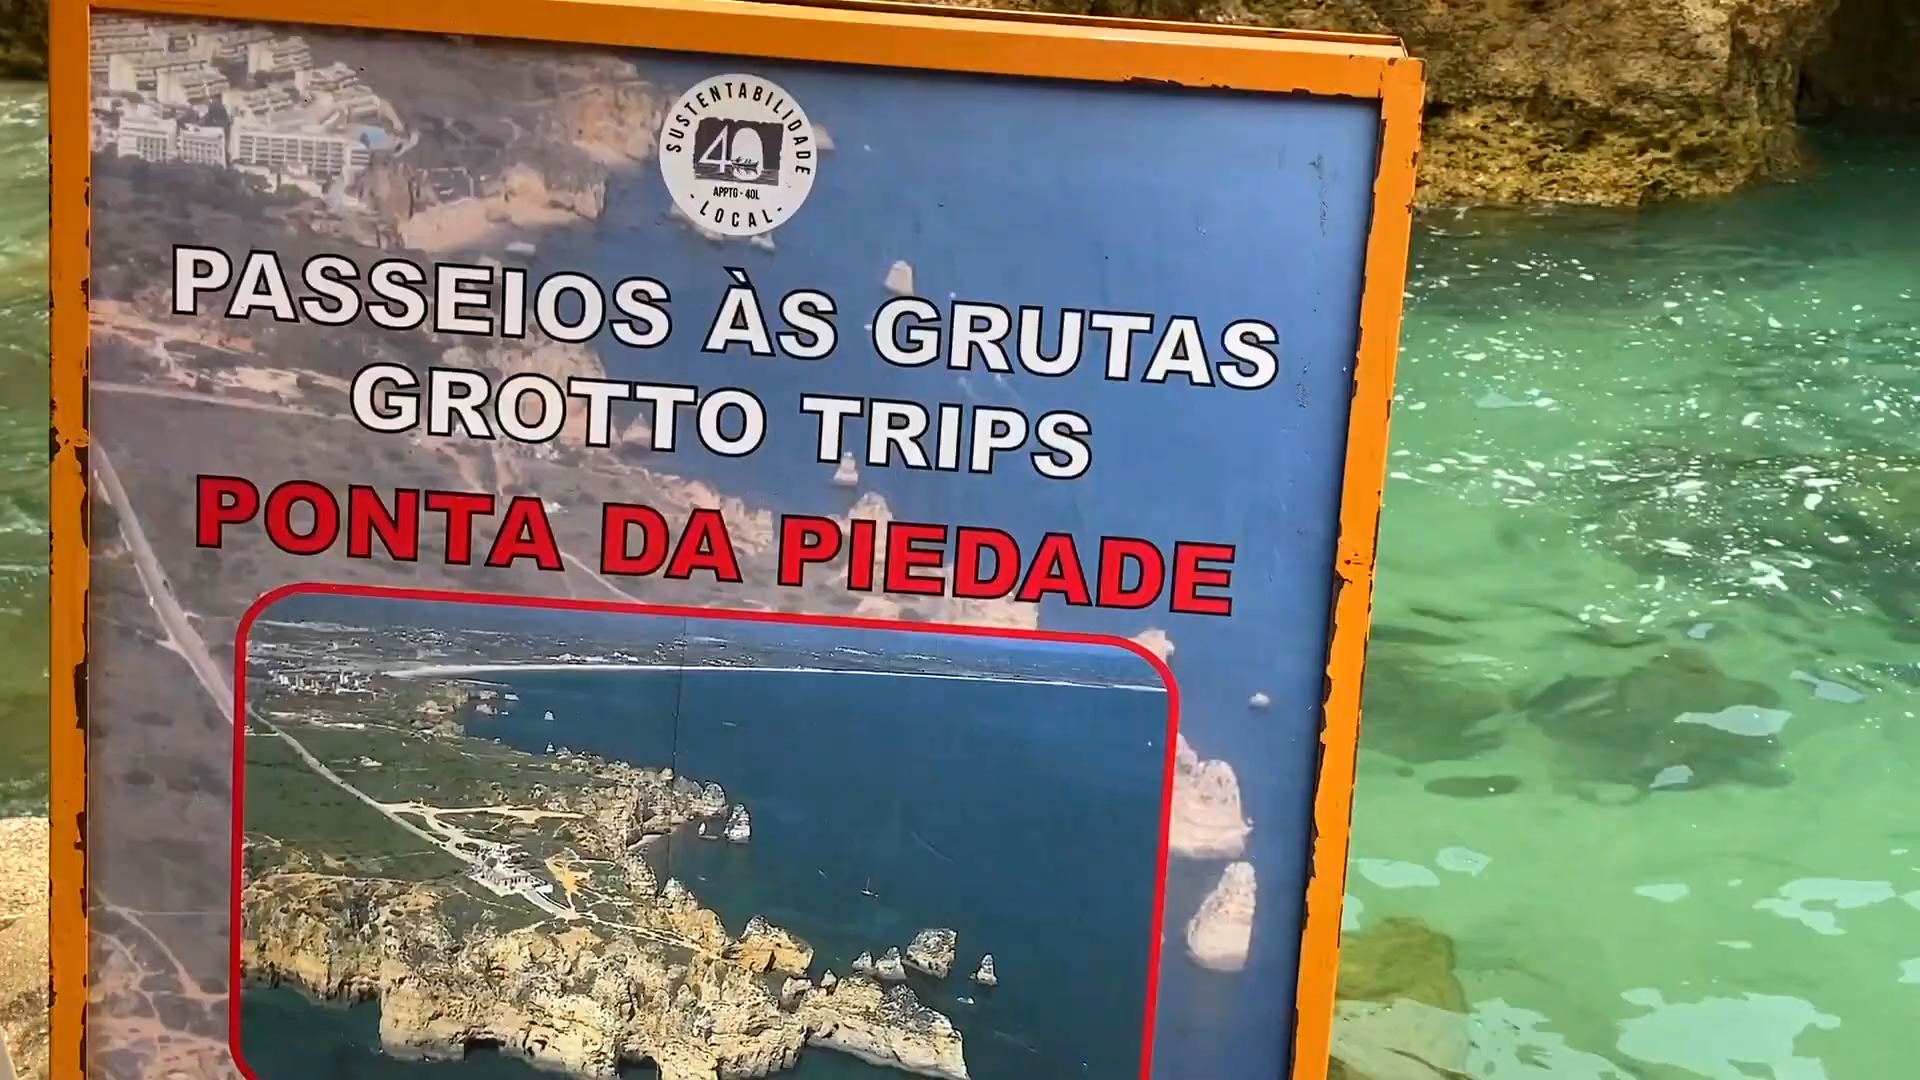 SUSTENTABILIDADE
40
APPTG - 40L
- LOCAL -
PASSEIOS ÀS GRUTAS
GROTTO TRIPS
PONTA DA PIEDADE